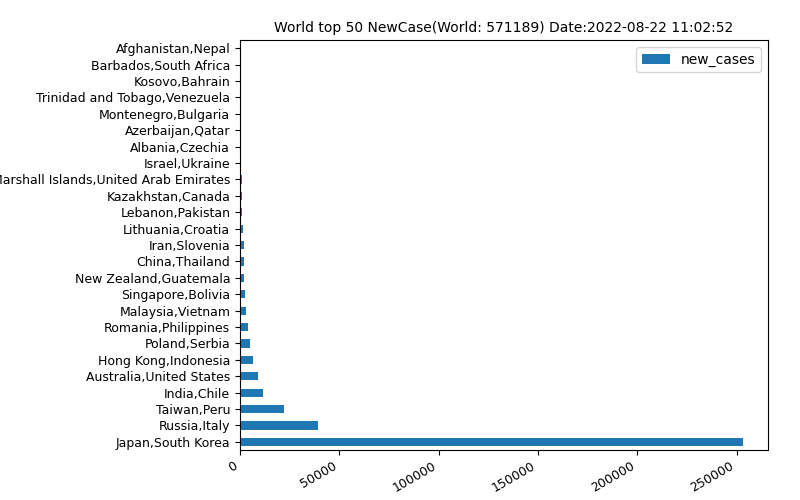 World top 50 NewCase(World: 571189) Date:2022-08-22 11:02:52
new_cases
Afghanistan,Nepal
Barbados,South Africa
Kosovo,Bahrain
Trinidad and Tobago,Venezuela
Montenegro,Bulgaria
Azerbaijan,Qatar
Albania,Czechia
Israel,Ukraine
Marshall Islands,United Arab Emirates
Kazakhstan,Canada
Lebanon,Pakistan
Lithuania,Croatia
Iran,Slovenia
China,Thailand
New Zealand,Guatemala
Singapore,Bolivia
Malaysia,Vietnam
Romania,Philippines
Poland,Serbia
Hong Kong,Indonesia
Australia,United States
India,Chile
Taiwan,Peru
Russia,Italy
Japan,South Korea
0 50000 100000 150000 200000 250000